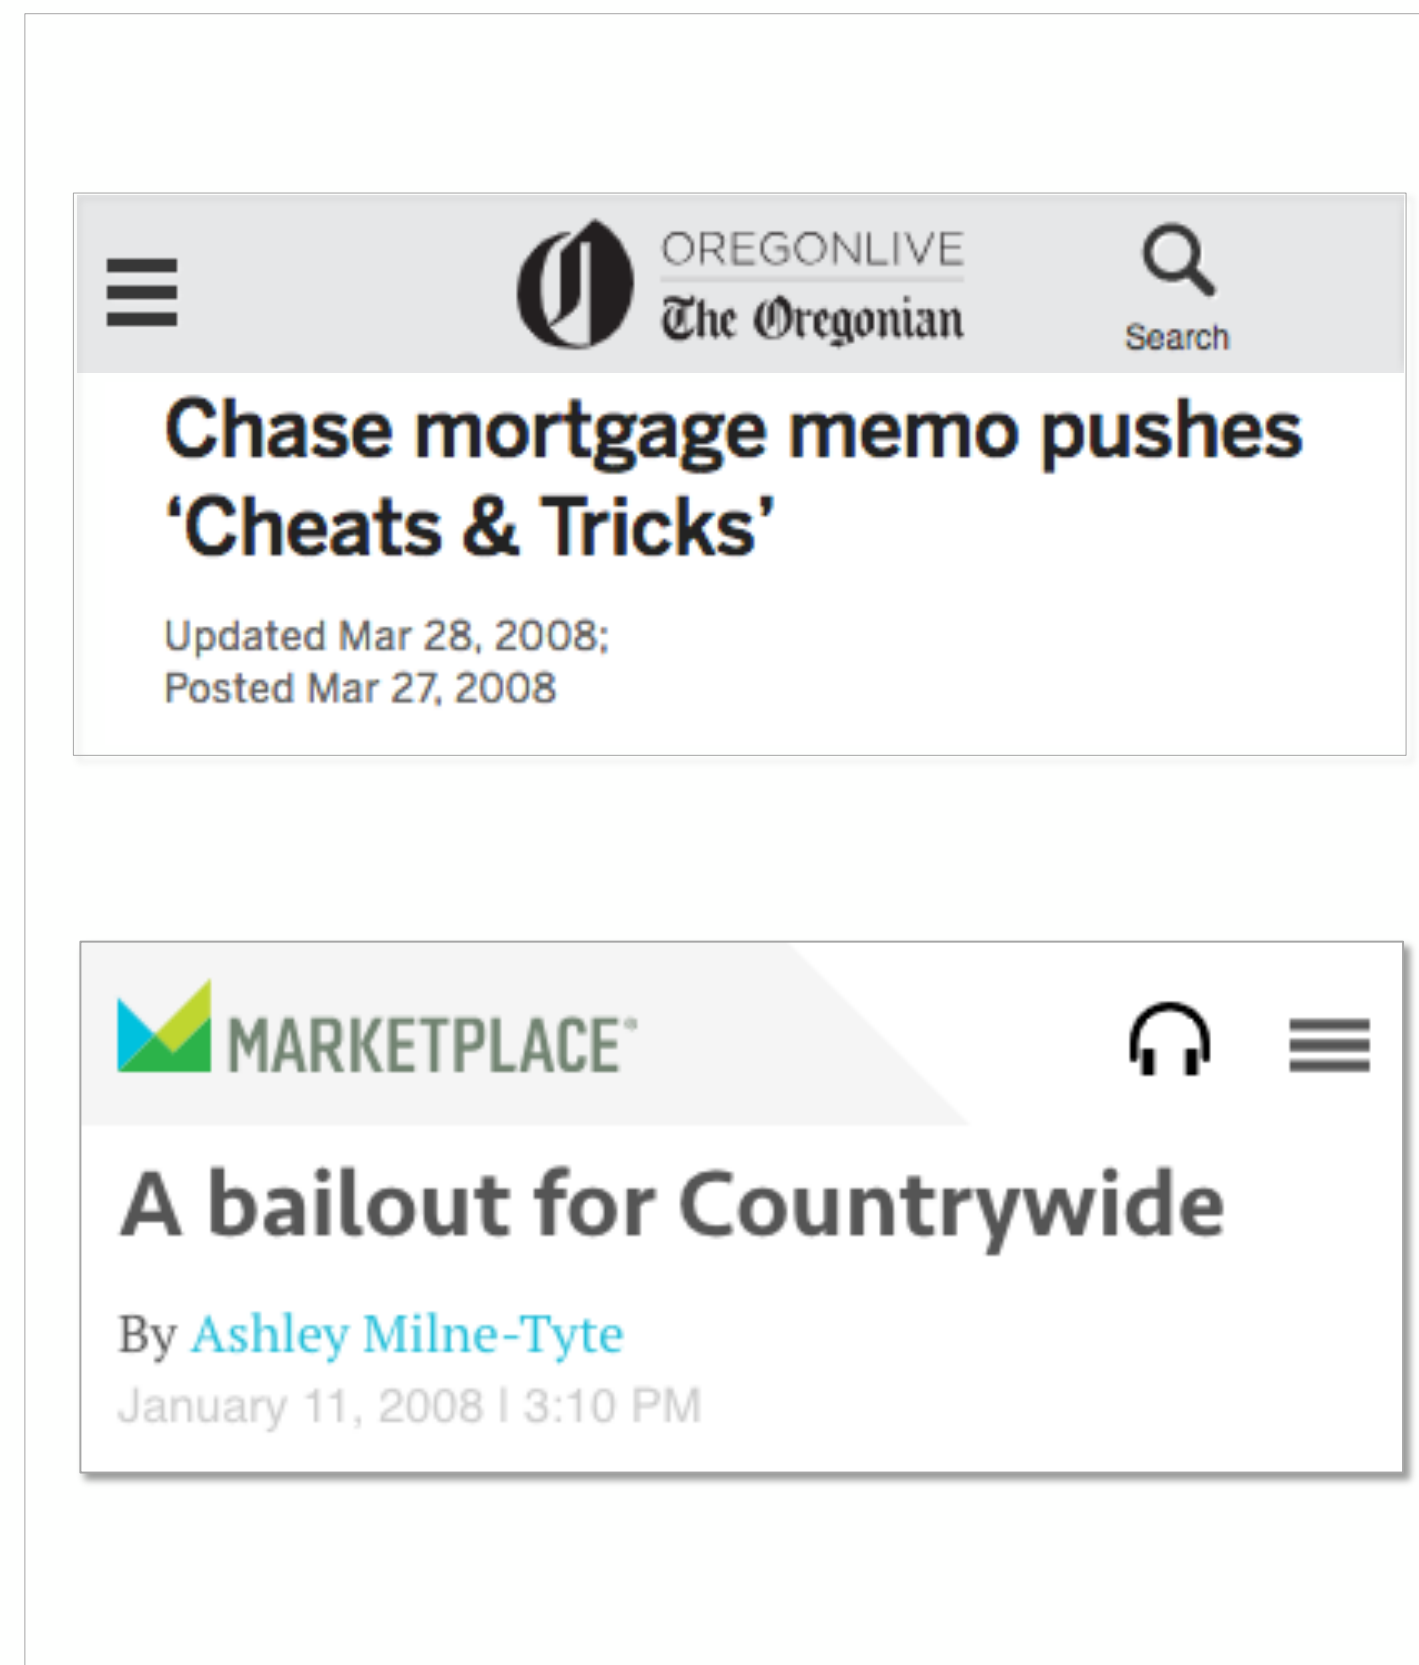 OREGONLIVE
The Oregonian
Search
Chase mortgage memo pushes
‘Cheats & Tricks’
Updated Mar 28, 2008;
Posted Mar 27, 2008
MARKETPLACE®
A bailout for Countrywide
By Ashley Milne-Tyte
January 11, 2008 | 3:10 PM